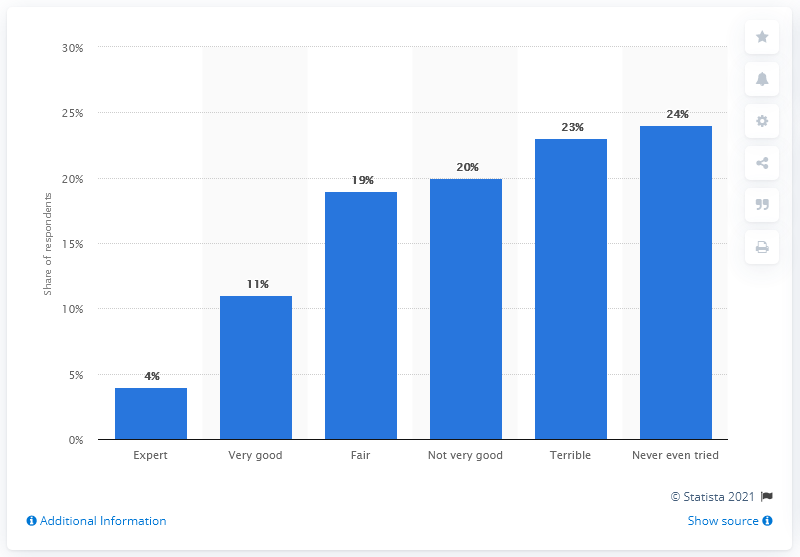 30%
25%
20%
15%
10%
5%
0%
Share of respondents
4%
11%
19%
20%
23%
24%
Expert
Very good
Fair
Not very good
Terrible
Never even tried
© Statista 2021
Additional Information
Show source